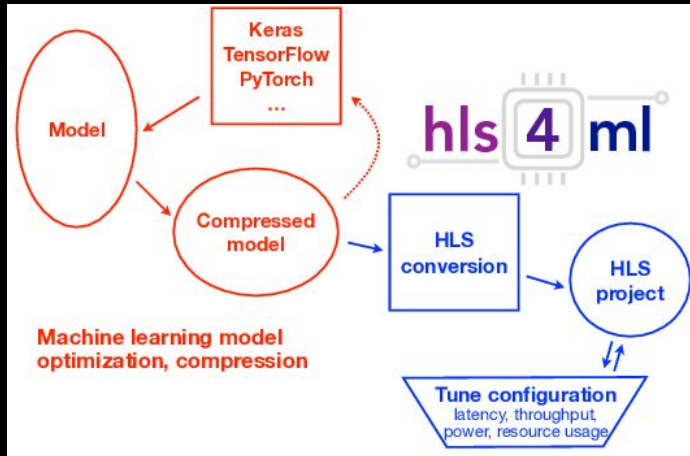 Keras
TensorFlow
PyTorch
...
Model
hls 4 ml
Compressed
model
HLS
conversion
HLS
project
Machine learning model
optimization, compression
Tune configuration
latency, throughput,
power, resource usage